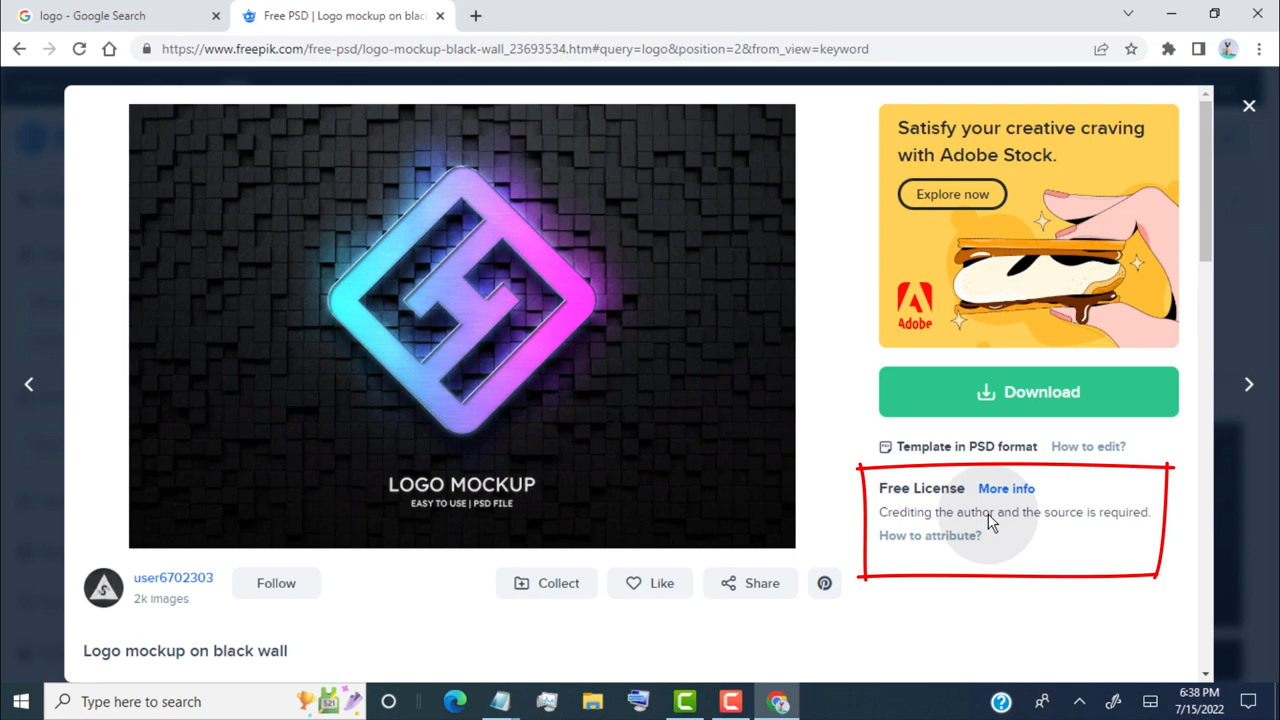 logo - Google Search
Free PSD | Logo mockup on blac
https://www.freepik.com/free-psd/logo-mockup-black-wall_23693534.htm#query=logo&position=2&from_view=keyword
Satisfy your creative craving
with Adobe Stock.
Explore now
Adobe
Download
Template in PSD format How to edit?
Free License More info
Crediting the author and the source is required.
How to attribute?
LOGO MOCKUP
EASY TO USE | PSD FILE
user6702303
2k images
Follow
Collect
Like
Share
Logo mockup on black wall
Type here to search
$21
6:38 PM
7/15/2022